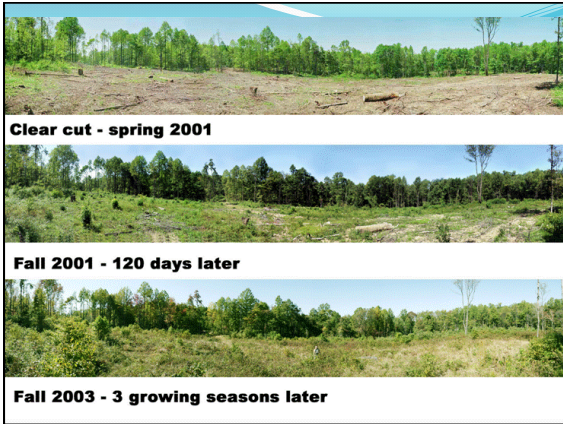 Clear cut - spring 2001
Fall 2001 - 120 days later
Fall 2003 - 3 growing seasons later